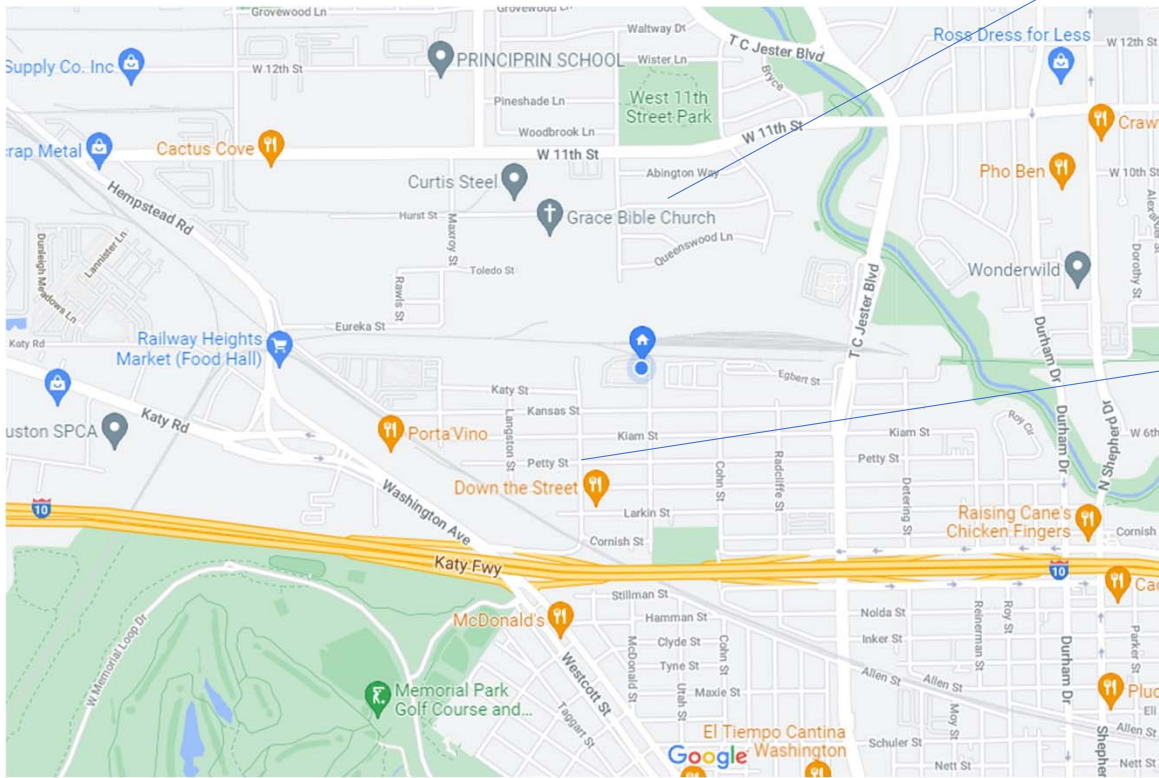 Grovewood Ln
Grovewood Ln
Waltway Dr
T C Jester Blvd
Ross Dress for Less
W 12th St
Supply Co. Inc
W 12th St
PRINCIPRIN SCHOOL
Wister Ln
Bryce
Pineshade Ln
West 11th
Street Park
Woodbrook Ln
W 11th St
Craw
crap Metal
Cactus Cove
W 11th St
Pho Ben
W 10th St
Curtis Steel
Abington Way
Hempstead Rd
Hurst St
Maxroy St
Grace Bible Church
Dunleigh Meadows Ln
Lannister Ln
Queenswood Ln
Dorothy St
Toledo St
Wonderwild
Rawls St
T C Jester Blvd
Eureka St
Katy Rd
Railway Heights
Market (Food Hall)
Durham Dr
Egbert St
Katy St
Katy Rd
Langston St
Kansas St
Durham Dr
N Shepherd Dr
Roy Cir
uston SPCA
Porta'Vino
Kiam St
Kiam St
W 6th
Petty St
Petty St
Cohn St
Radcliffe St
Detering St
Down the Street
Washington Ave
10
Larkin St
Raising Cane's
Chicken Fingers
Cornish St
Cornish
Katy Fwy
10
Stillman St
Cac
W Memorial Loop Dr
McDonald's
Hamman St
Nolda St
Reinerman St
Roy St
Clyde St
Cohn St
Inker St
Parker St
Westcott St
McDonald St
Tyne St
Allen St
Durham Dr
Utah St
Maxie St
Allen St
Memorial Park
Golf Course and...
Pluc
Eli
Taggart St
Moy St
Allen St
El Tiempo Cantina
Washington
Schuler St
Shepher
Google
Nett St
Nett St